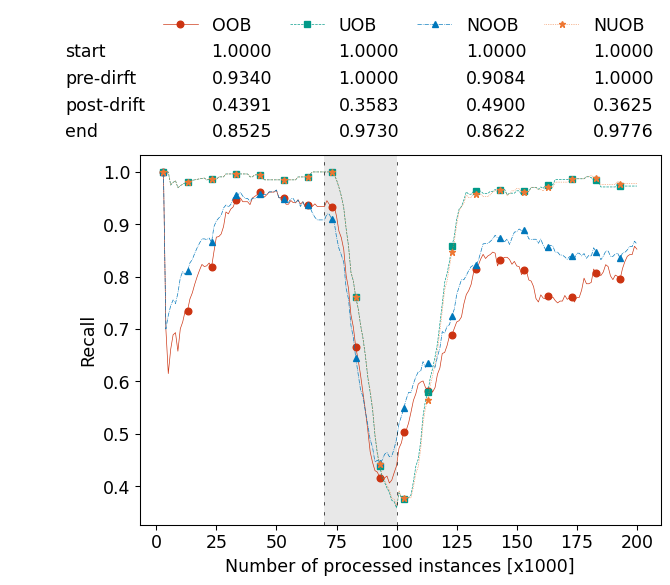 OOB UOB NOOB NUOB
start 1.0000 1.0000 1.0000 1.0000
pre-dirft 0.9340 1.0000 0.9084 1.0000
post-drift 0.4391 0.3583 0.4900 0.3625
end 0.8525 0.9730 0.8622 0.9776
1.0
0.9
0.8
0.7
0.6
0.5
0.4
Recall
0 25 50 75 100 125 150 175 200
Number of processed instances [x1000]